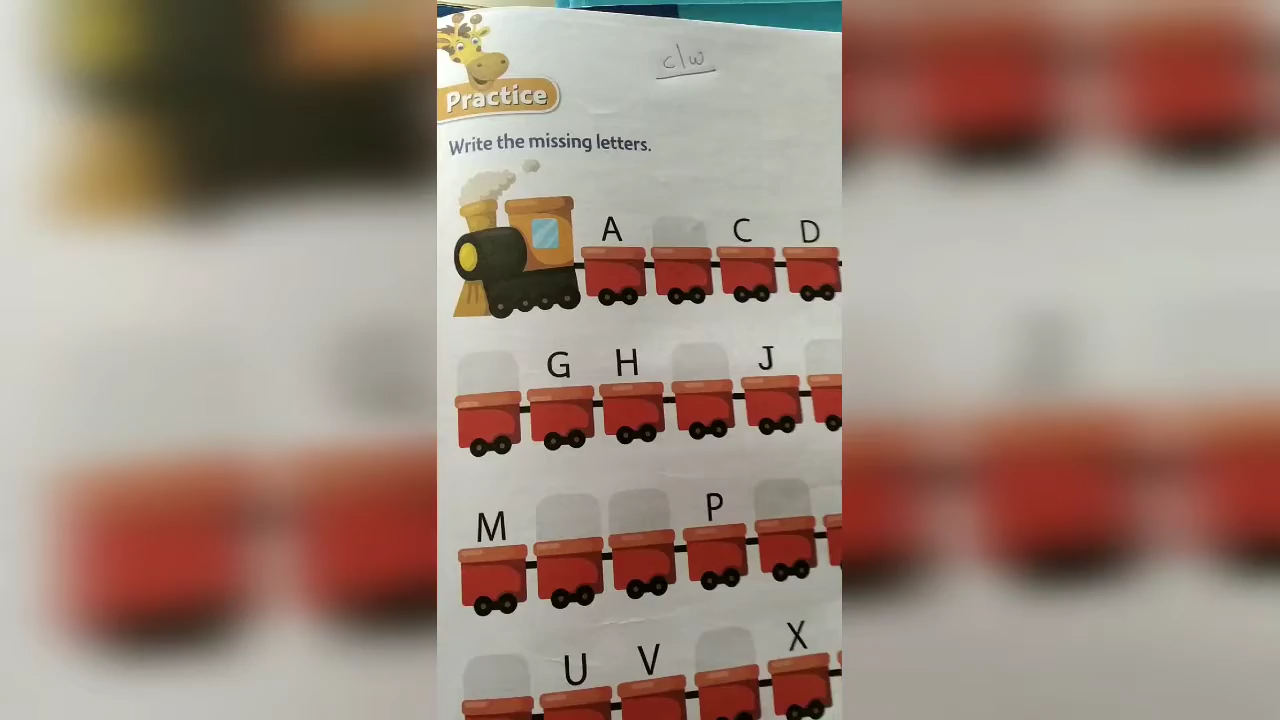 c/w
Practice
Write the missing letters.
A C D
G H J
M P
U V X